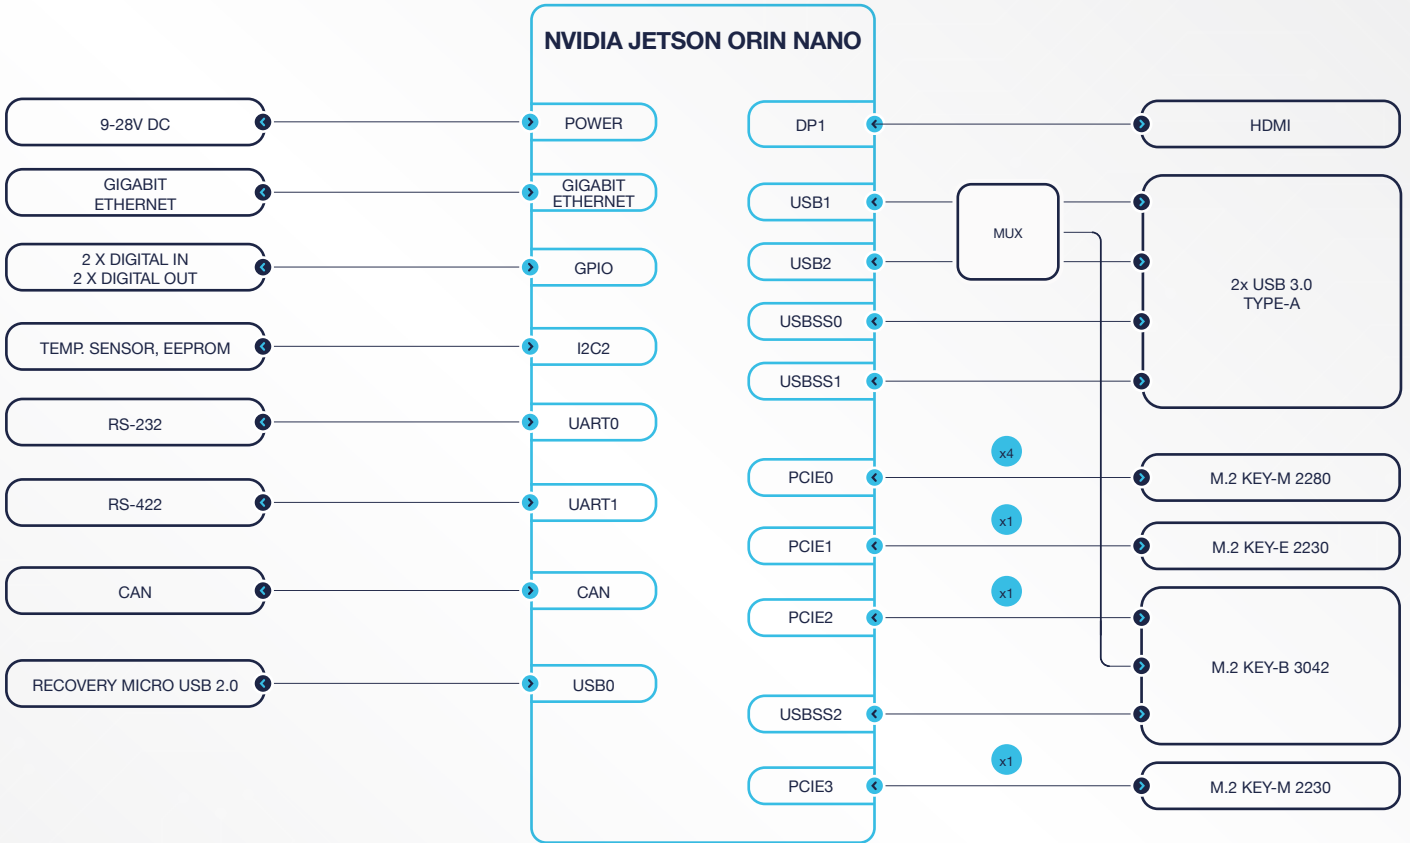 NVIDIA JETSON ORIN NANO
9-28V DC
POWER
GIGABIT
ETHERNET
GIGABIT
ETHERNET
2 X DIGITAL IN
2 X DIGITAL OUT
GPIO
TEMP. SENSOR, EEPROM
I2C2
RS-232
UART0
RS-422
UART1
CAN
CAN
RECOVERY MICRO USB 2.0
USB0
DP1
HDMI
USB1
MUX
USB2
USBSS0
USBSS1
2x USB 3.0
TYPE-A
PCIE0
x4
M.2 KEY-M 2280
PCIE1
x1
M.2 KEY-E 2230
PCIE2
x1
M.2 KEY-B 3042
USBSS2
PCIE3
x1
M.2 KEY-M 2230